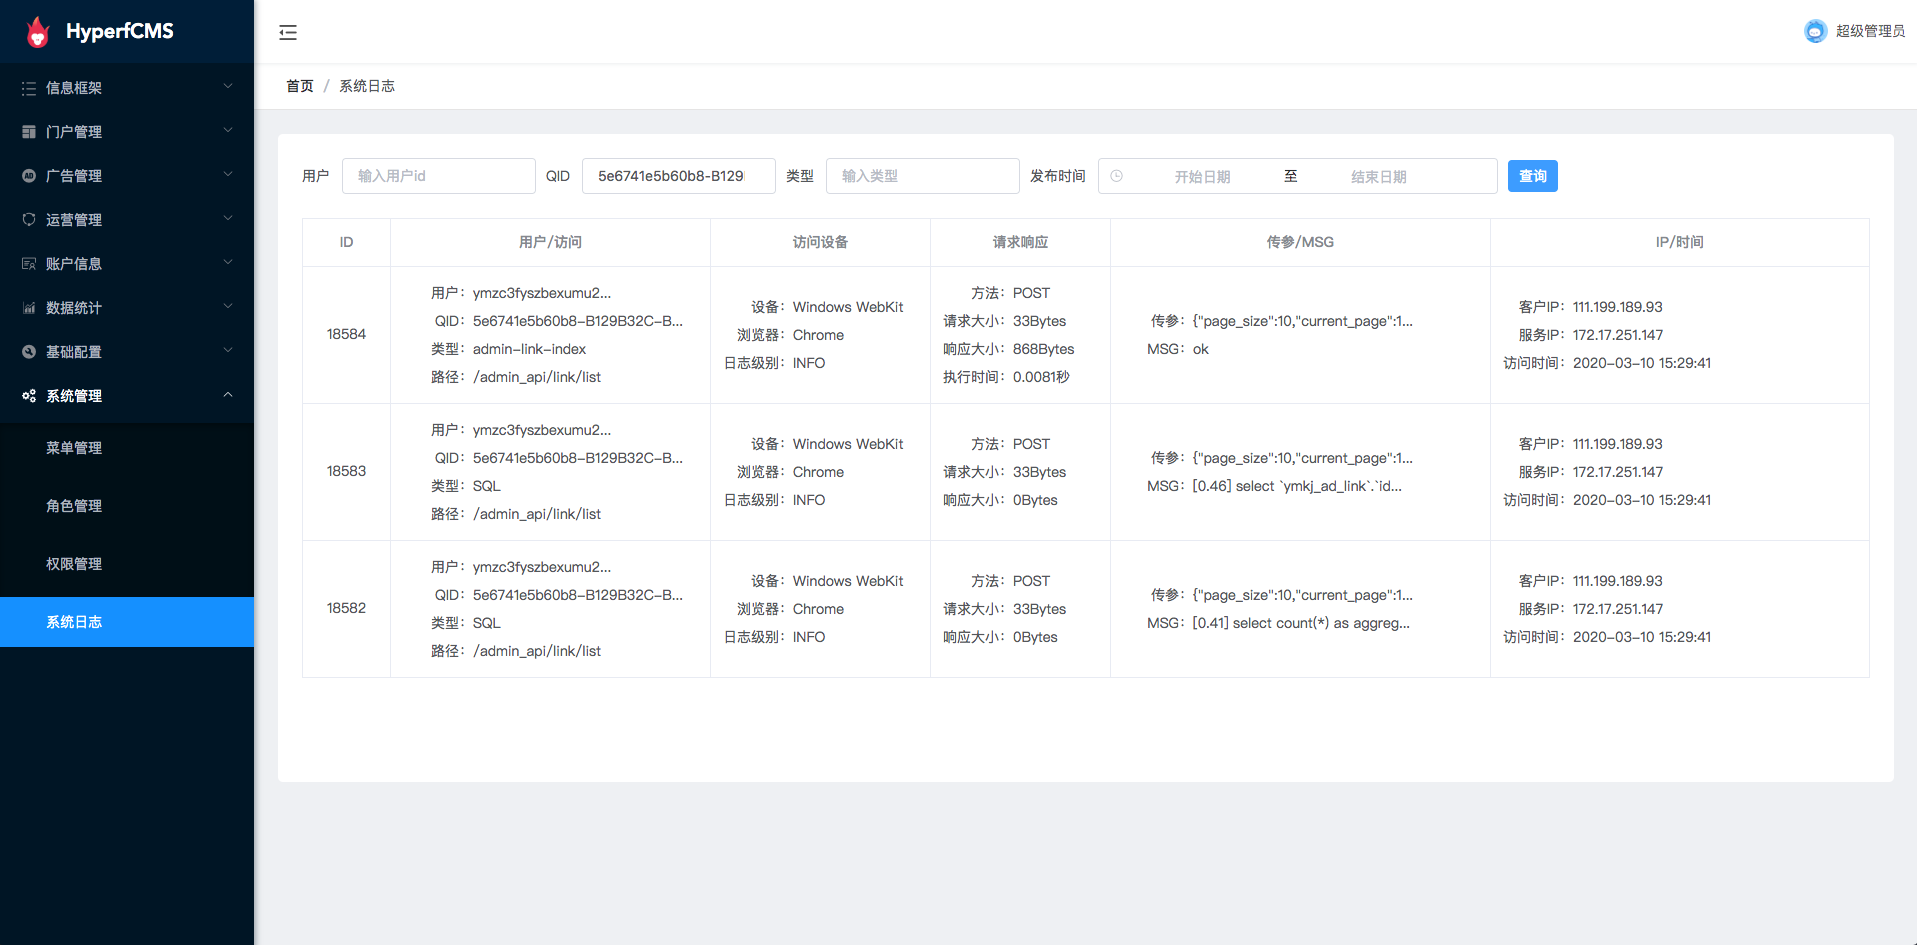 HyperfCMS
超级管理员
信息框架
门户管理
广告管理
运营管理
账户信息
数据统计
基础配置
系统管理
菜单管理
角色管理
权限管理
系统日志
首页 / 系统日志
用户 输入用户id QID 5e6741e5b60b8-B129 类型 输入类型 发布时间 开始日期 至 结束日期 查询
ID 用户/访问 访问设备 请求响应 传参/MSG IP/时间
18584
用户：ymzc3fyszbexumu2...
QID：5e6741e5b60b8-B129B32C-B...
类型：admin-link-index
路径：/admin_api/link/list
设备：Windows WebKit
浏览器：Chrome
日志级别：INFO
方法：POST
请求大小：33Bytes
响应大小：868Bytes
执行时间：0.0081秒
传参：{"page_size":10,"current_page":1...
MSG：ok
客户IP：111.199.189.93
服务IP：172.17.251.147
访问时间：2020-03-10 15:29:41
18583
用户：ymzc3fyszbexumu2...
QID：5e6741e5b60b8-B129B32C-B...
类型：SQL
路径：/admin_api/link/list
设备：Windows WebKit
浏览器：Chrome
日志级别：INFO
方法：POST
请求大小：33Bytes
响应大小：0Bytes
传参：{"page_size":10,"current_page":1...
MSG：[0.46] select `ymkj_ad_link`.`id...
客户IP：111.199.189.93
服务IP：172.17.251.147
访问时间：2020-03-10 15:29:41
18582
用户：ymzc3fyszbexumu2...
QID：5e6741e5b60b8-B129B32C-B...
类型：SQL
路径：/admin_api/link/list
设备：Windows WebKit
浏览器：Chrome
日志级别：INFO
方法：POST
请求大小：33Bytes
响应大小：0Bytes
传参：{"page_size":10,"current_page":1...
MSG：[0.41] select count(*) as aggreg...
客户IP：111.199.189.93
服务IP：172.17.251.147
访问时间：2020-03-10 15:29:41